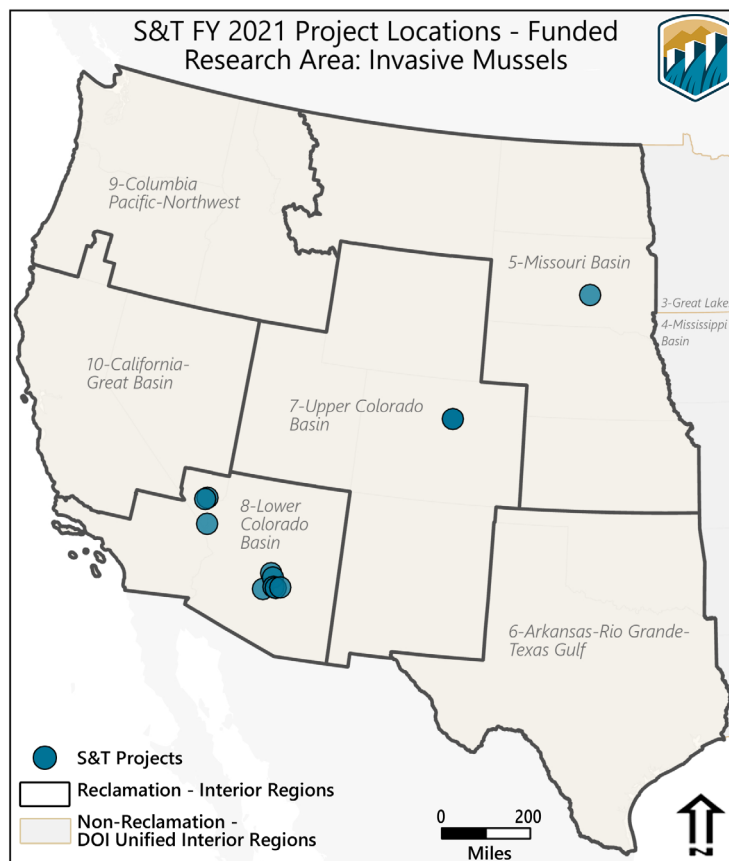 S&T FY 2021 Project Locations - Funded
Research Area: Invasive Mussels
9-Columbia
Pacific-Northwest
5-Missouri Basin
3-Great Lake
4-Mississippi
Basin
10-California-
Great Basin
7-Upper Colorado
Basin
8-Lower
Colorado
Basin
6-Arkansas-Rio Grande-
Texas Gulf
S&T Projects
Reclamation - Interior Regions
Non-Reclamation -
DOI Unified Interior Regions
0 200
Miles
N